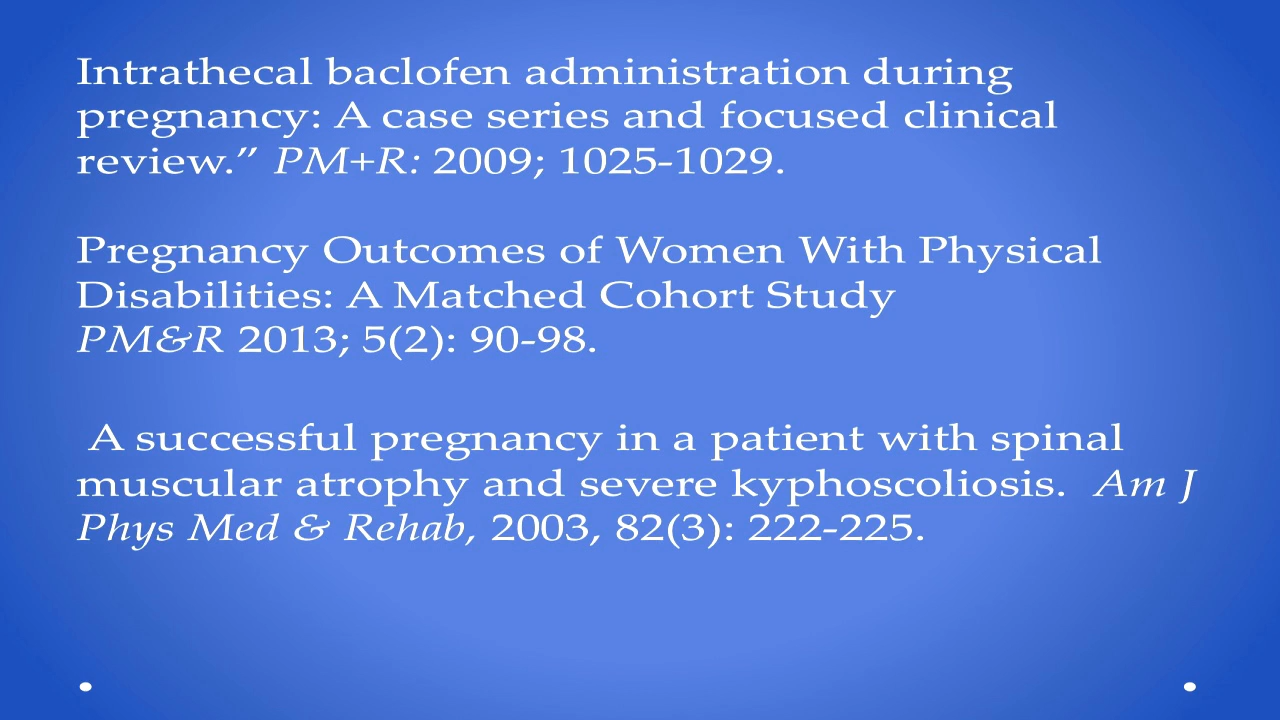 Intrathecal baclofen administration during
pregnancy: A case series and focused clinical
review.” PM+R: 2009; 1025-1029.
Pregnancy Outcomes of Women With Physical
Disabilities: A Matched Cohort Study
PM&R 2013; 5(2): 90-98.
A successful pregnancy in a patient with spinal
muscular atrophy and severe kyphoscoliosis. Am J
Phys Med & Rehab, 2003, 82(3): 222-225.